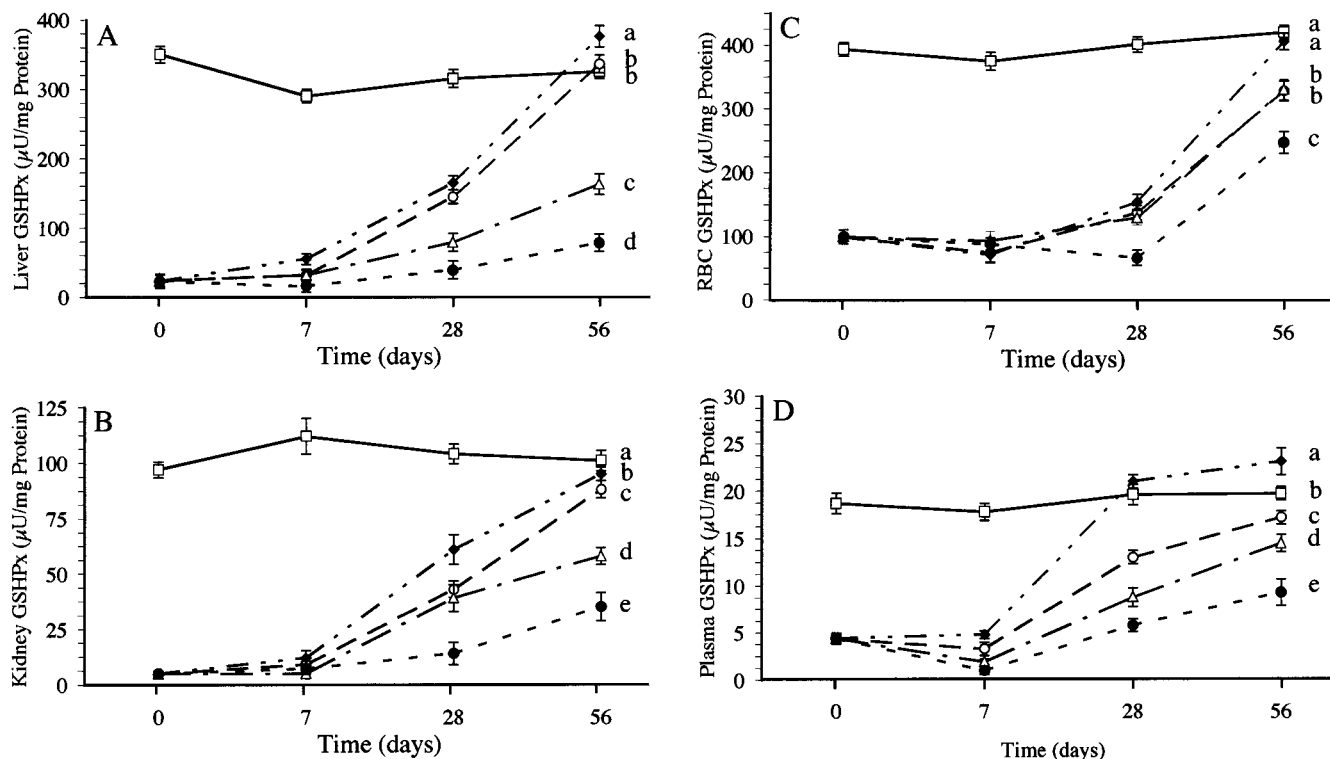 A
Liver GSHPx (µU/mg Protein)
400
300
200
100
0
a
b
b
c
d
0 7 28 56
Time (days)
C
RBC GSHPx (µU/mg Protein)
400
300
200
100
0
a
a
b
b
c
0 7 28 56
Time (days)
B
Kidney GSHPx (µU/mg Protein)
125
100
75
50
25
0
a
b
c
d
e
0 7 28 56
Time (days)
D
Plasma GSHPx (µU/mg Protein)
30
25
20
15
10
5
0
a
b
c
d
e
0 7 28 56
Time (days)